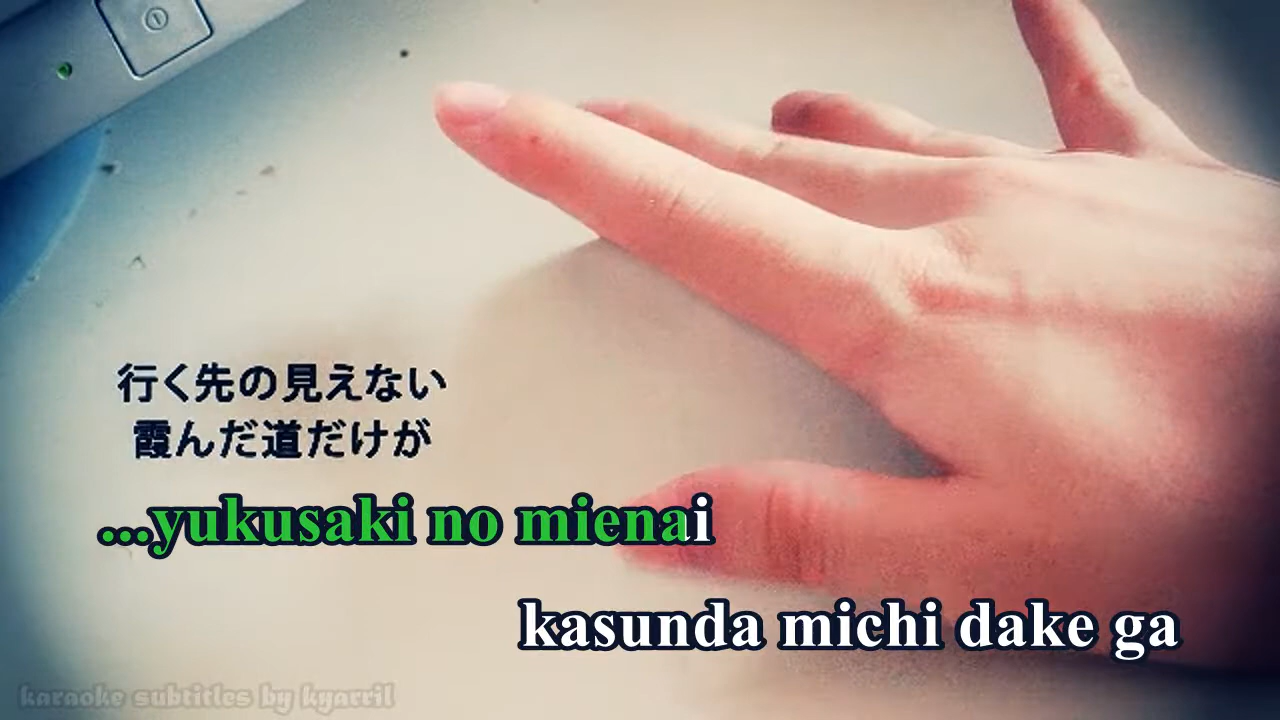 行く先の見えない
霞んだ道だけが
...yukusaki no mienai
kasunda michi dake ga
karaoke subtitles by kyarril